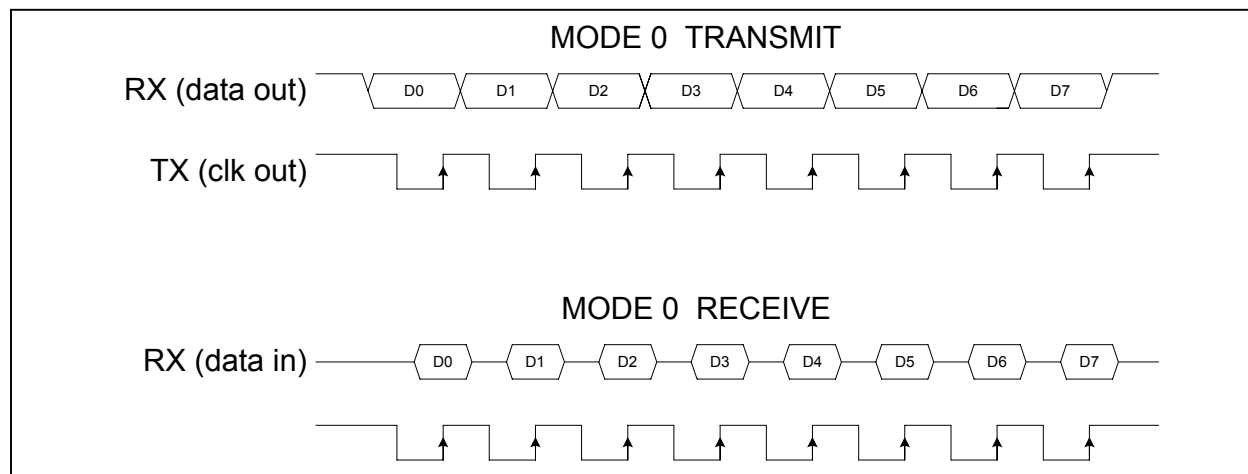 MODE 0 TRANSMIT
RX (data out) D0 D1 D2 D3 D4 D5 D6 D7
TX (clk out)
MODE 0 RECEIVE
RX (data in) D0 D1 D2 D3 D4 D5 D6 D7